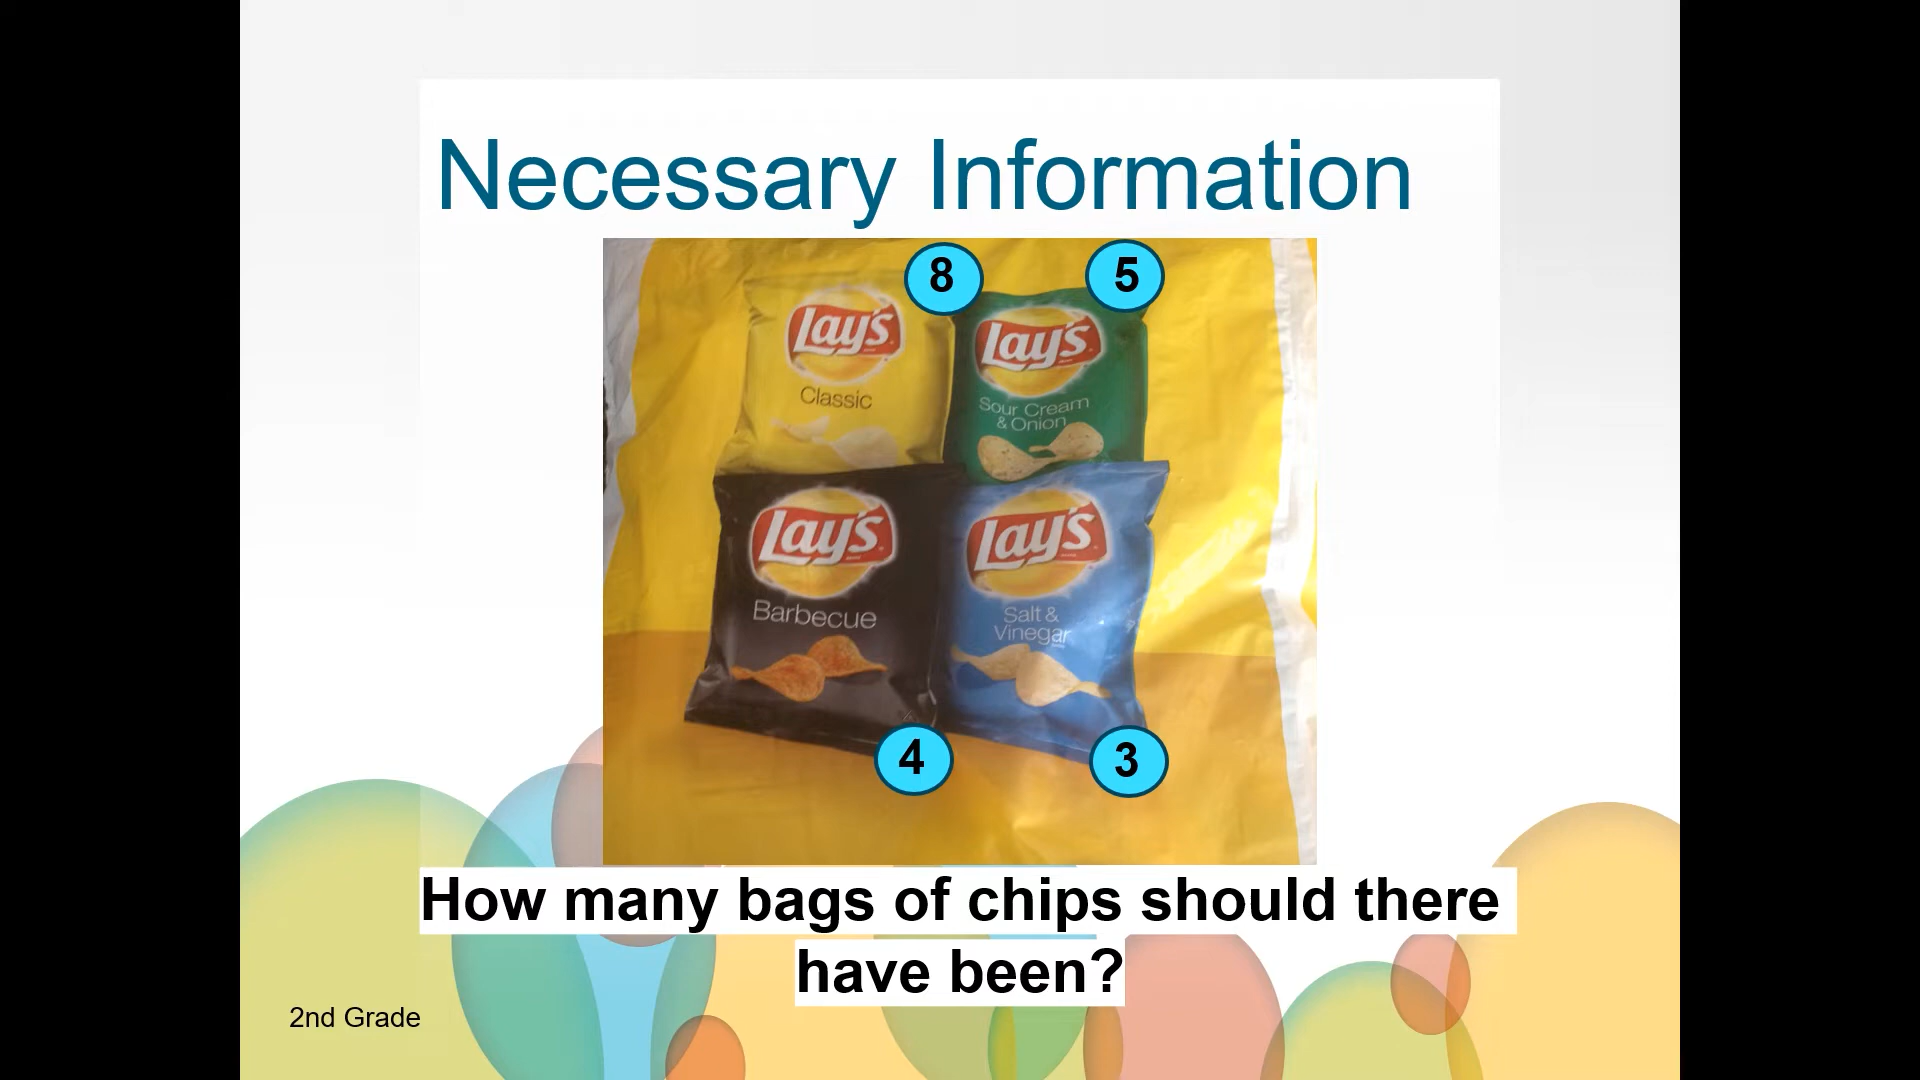 Necessary Information
8
5
Lay's
Classic
Lay's
Sour Cream
& Onion
Lay's
Barbecue
Lay's
Salt &
Vinegar
4
3
How many bags of chips should there
have been?
2nd Grade